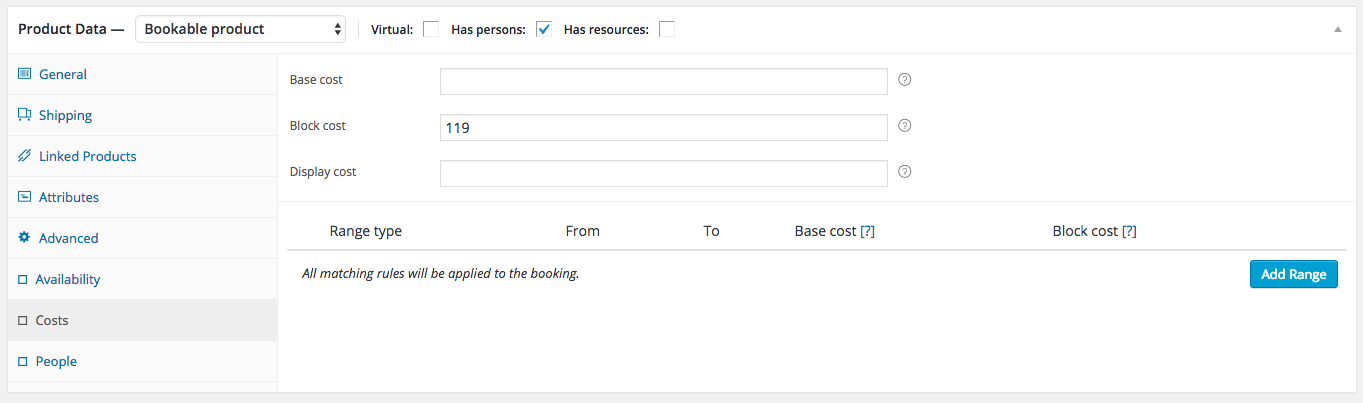 Product Data — Bookable product Virtual: Has persons: Has resources:
General
Shipping
Linked Products
Attributes
Advanced
Availability
Costs
People
Base cost
Block cost 119
Display cost
Range type From To Base cost [?] Block cost [?]
All matching rules will be applied to the booking. Add Range